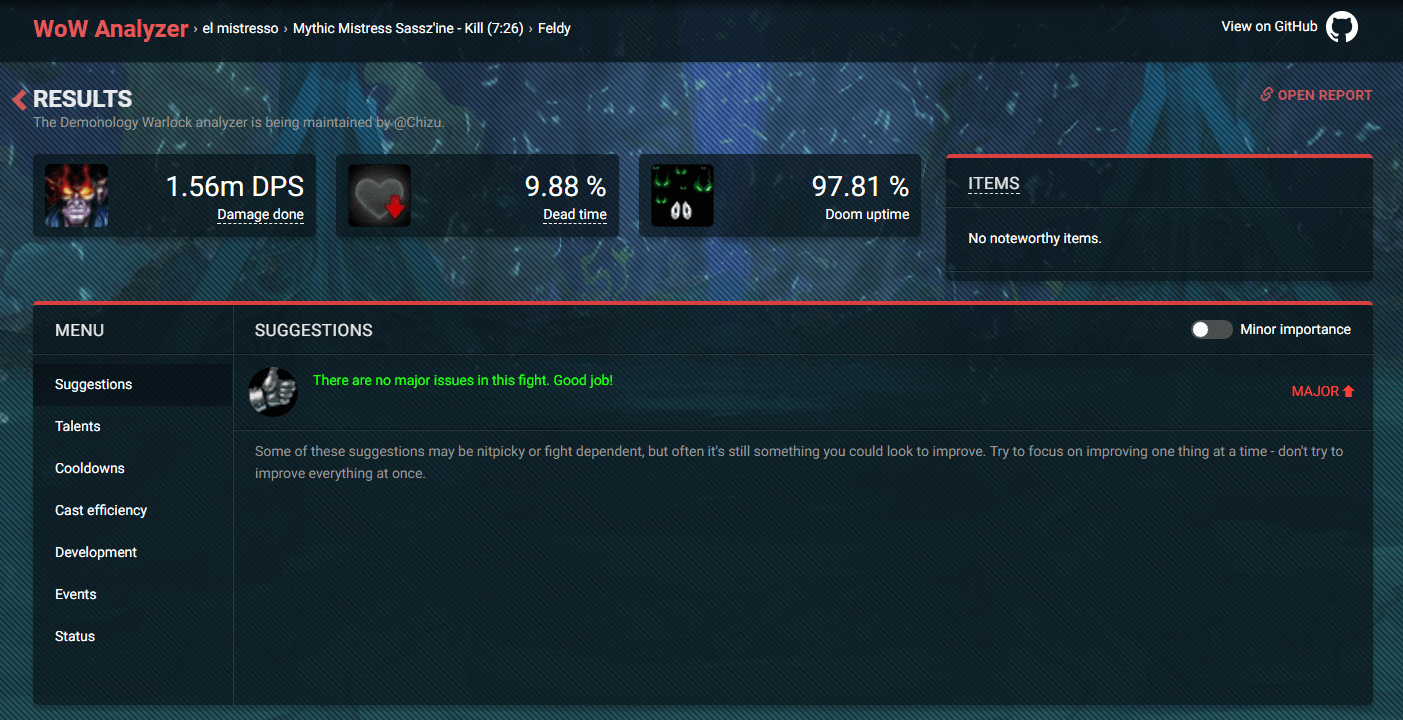 WoW Analyzer › el mistresso › Mythic Mistress Sassz'ine - Kill (7:26) › Feldy
View on GitHub
RESULTS
OPEN REPORT
The Demonology Warlock analyzer is being maintained by @Chizu.
1.56m DPS
Damage done
9.88 %
Dead time
97.81 %
Doom uptime
ITEMS
No noteworthy items.
MENU
Suggestions
Talents
Cooldowns
Cast efficiency
Development
Events
Status
SUGGESTIONS
Minor importance
There are no major issues in this fight. Good job!
MAJOR
Some of these suggestions may be nitpicky or fight dependent, but often it's still something you could look to improve. Try to focus on improving one thing at a time - don't try to
improve everything at once.